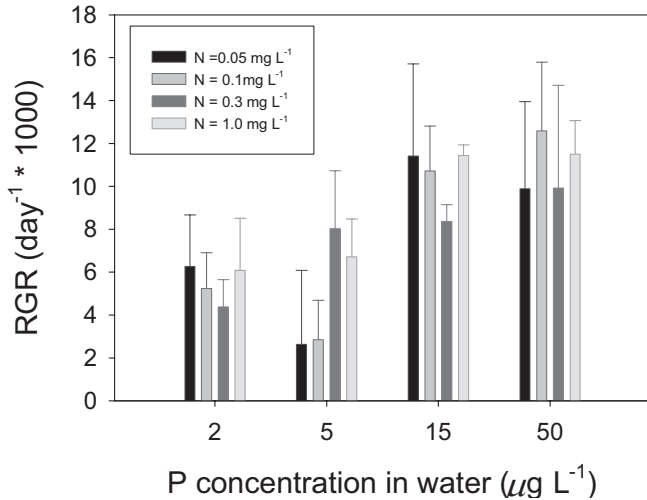 18
16
14
12
10
8
6
4
2
0
RGR (day⁻¹ * 1000)
N =0.05 mg L⁻¹
N = 0.1mg L⁻¹
N = 0.3 mg L⁻¹
N = 1.0 mg L⁻¹
2 5 15 50
P concentration in water (μg L⁻¹)